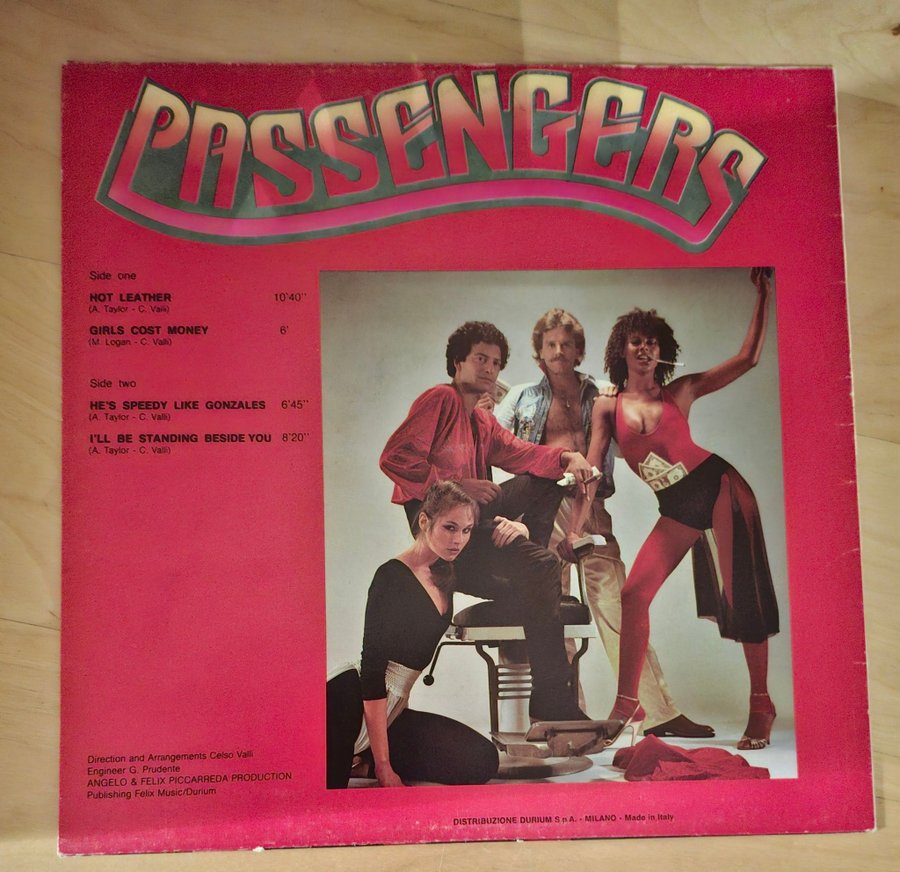 PASSENGERS
Side one
HOT LEATHER 10'40''
(A. Taylor - C. Valli)
GIRLS COST MONEY 6'
(M. Logan - C. Valli)
Side two
HE'S SPEEDY LIKE GONZALES 6'45''
(A. Taylor - C. Valli)
I'LL BE STANDING BESIDE YOU 8'20''
(A. Taylor - C. Valli)
Direction and Arrangements Celso Valli
Engineer G. Prudente
ANGELO & FELIX PICCARREDA PRODUCTION
Publishing Felix Music/Durium
DISTRIBUZIONE DURIUM S.p.A. - MILANO - Made in Italy